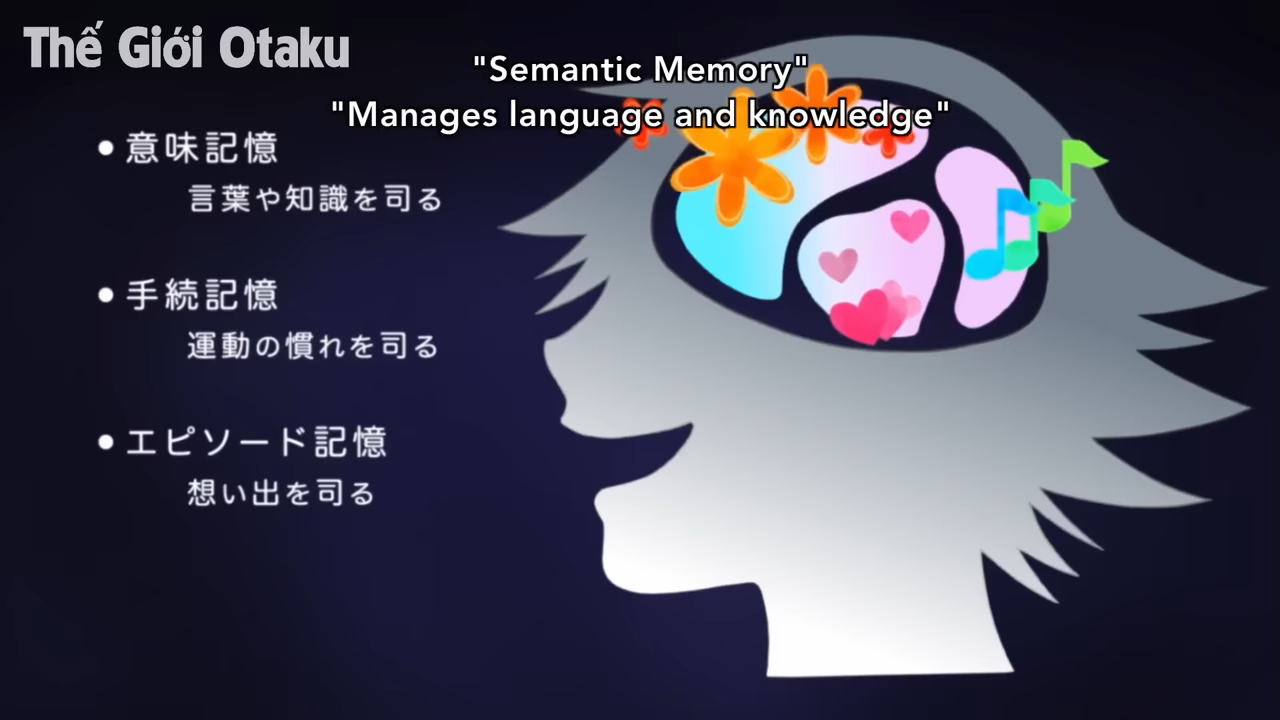 Thế Giới Otaku
"Semantic Memory"
"Manages language and knowledge"
• 意味記憶
言葉や知識を司る
• 手続記憶
運動の慣れを司る
• エピソード記憶
想い出を司る